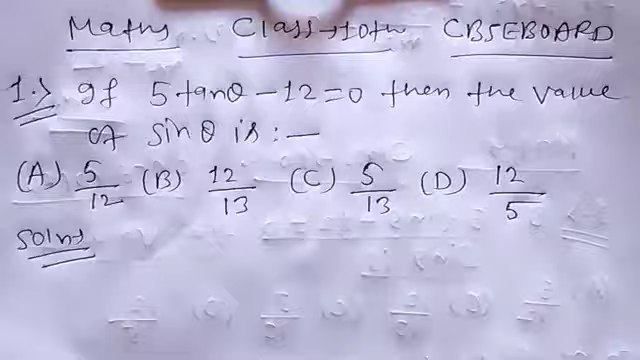 Maths Class→10th CBSEBOARD
1.> If 5tanθ-12=0 then the value
of sinθ is:—
(A) 5/12 (B) 12/13 (C) 5/13 (D) 12/5
Soln→